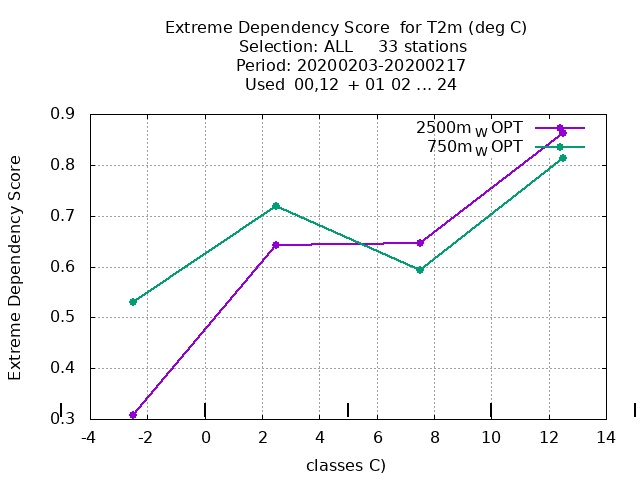 Extreme Dependency Score  for T2m (deg C)
Selection: ALL     33 stations
Period: 20200203-20200217
Used  00,12  + 01 02 ... 24
2500m W OPT
750m W OPT
Extreme Dependency Score
0.9
0.8
0.7
0.6
0.5
0.4
0.3
-4 -2 0 2 4 6 8 10 12 14
classes C)